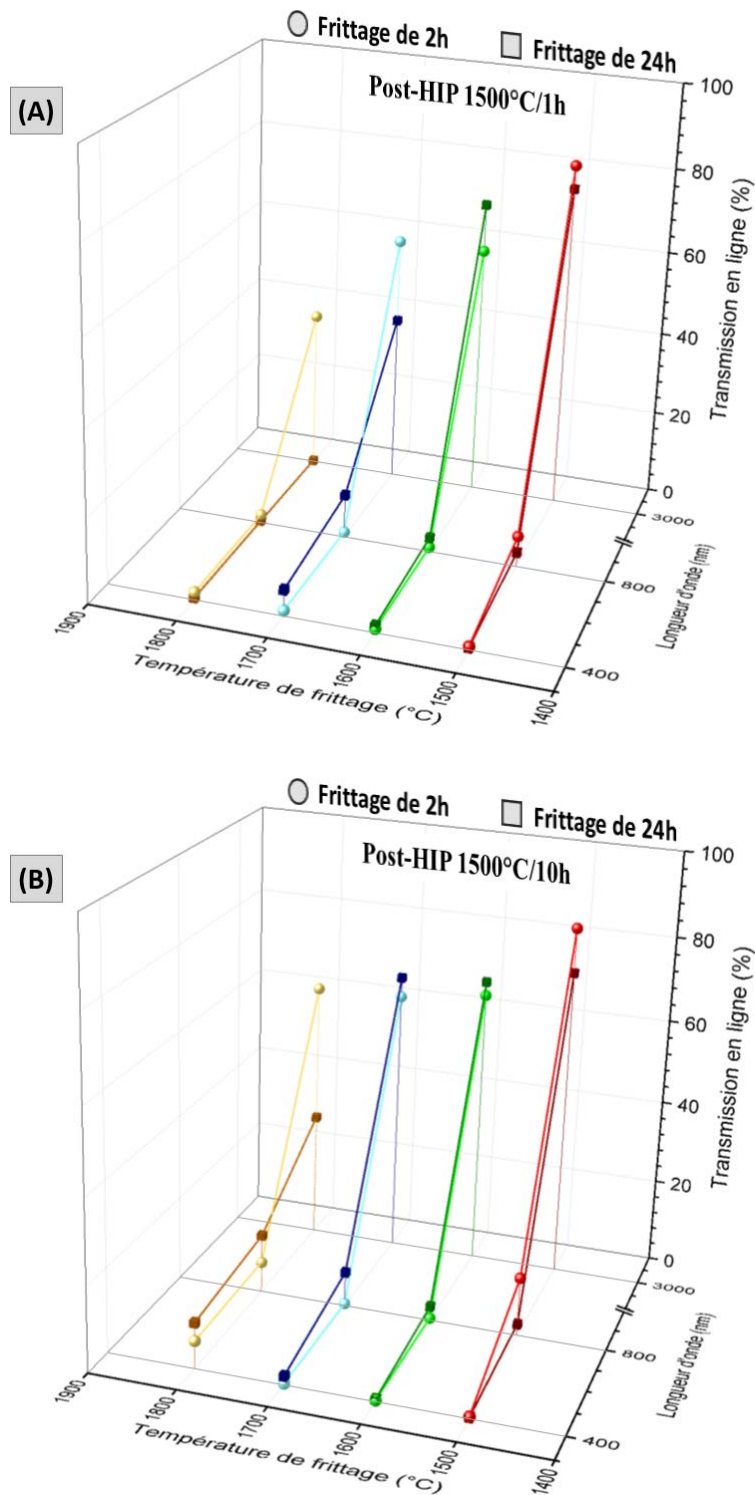 Frittage de 2h
Frittage de 24h
(A)
Post-HIP 1500°C/1h
100
80
60
40
20
0
Transmission en ligne (%)
3000
800
400
Longueur d'onde (nm)
1900
1800
1700
1600
1500
1400
Température de frittage (°C)
Frittage de 2h
Frittage de 24h
(B)
Post-HIP 1500°C/10h
100
80
60
40
20
0
Transmission en ligne (%)
3000
800
400
Longueur d'onde (nm)
1900
1800
1700
1600
1500
1400
Température de frittage (°C)